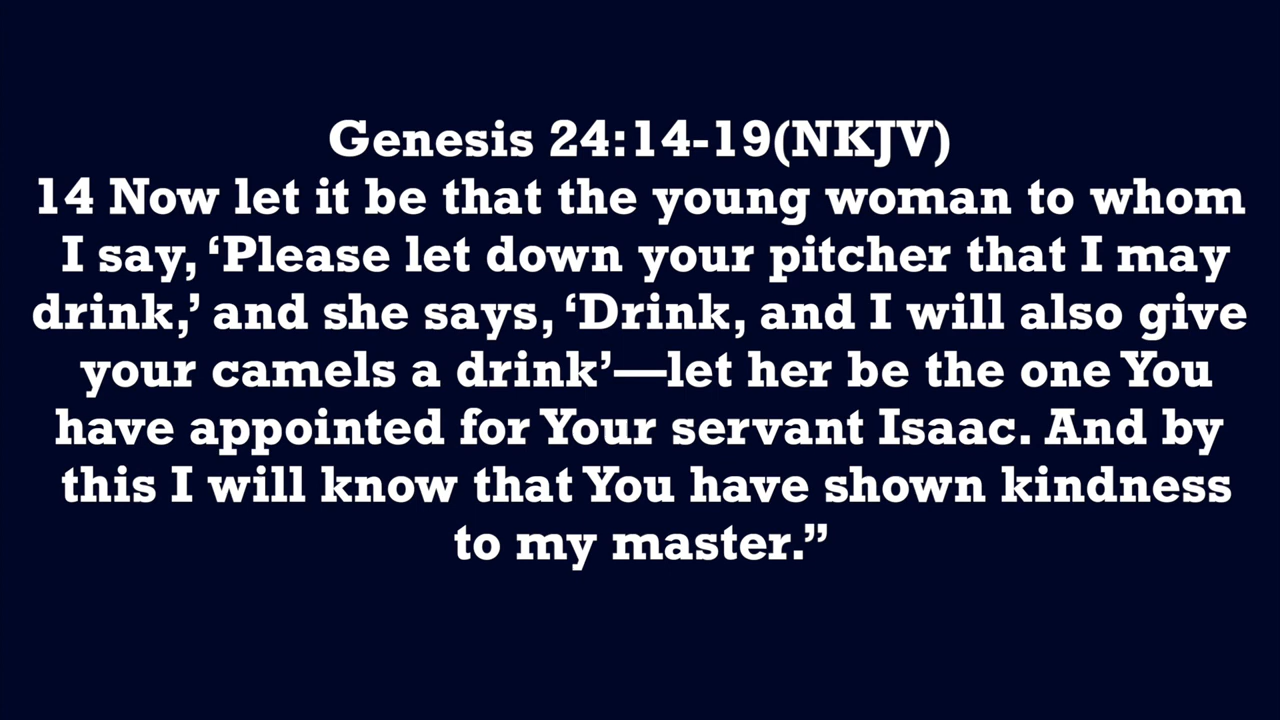 Genesis 24:14-19(NKJV)
14 Now let it be that the young woman to whom
I say, ‘Please let down your pitcher that I may
drink,’ and she says, ‘Drink, and I will also give
your camels a drink’—let her be the one You
have appointed for Your servant Isaac. And by
this I will know that You have shown kindness
to my master.”